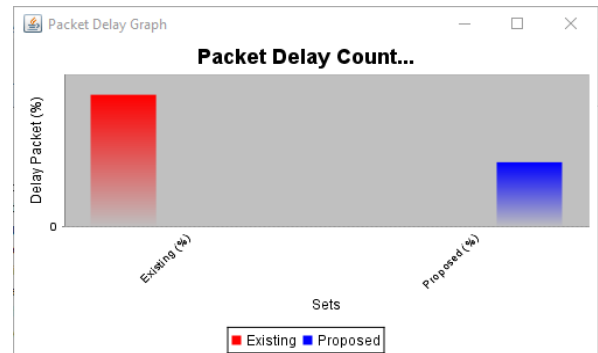 Packet Delay Graph
Packet Delay Count...
Delay Packet (%)
0
Existing (%)
Proposed (%)
Sets
Existing Proposed